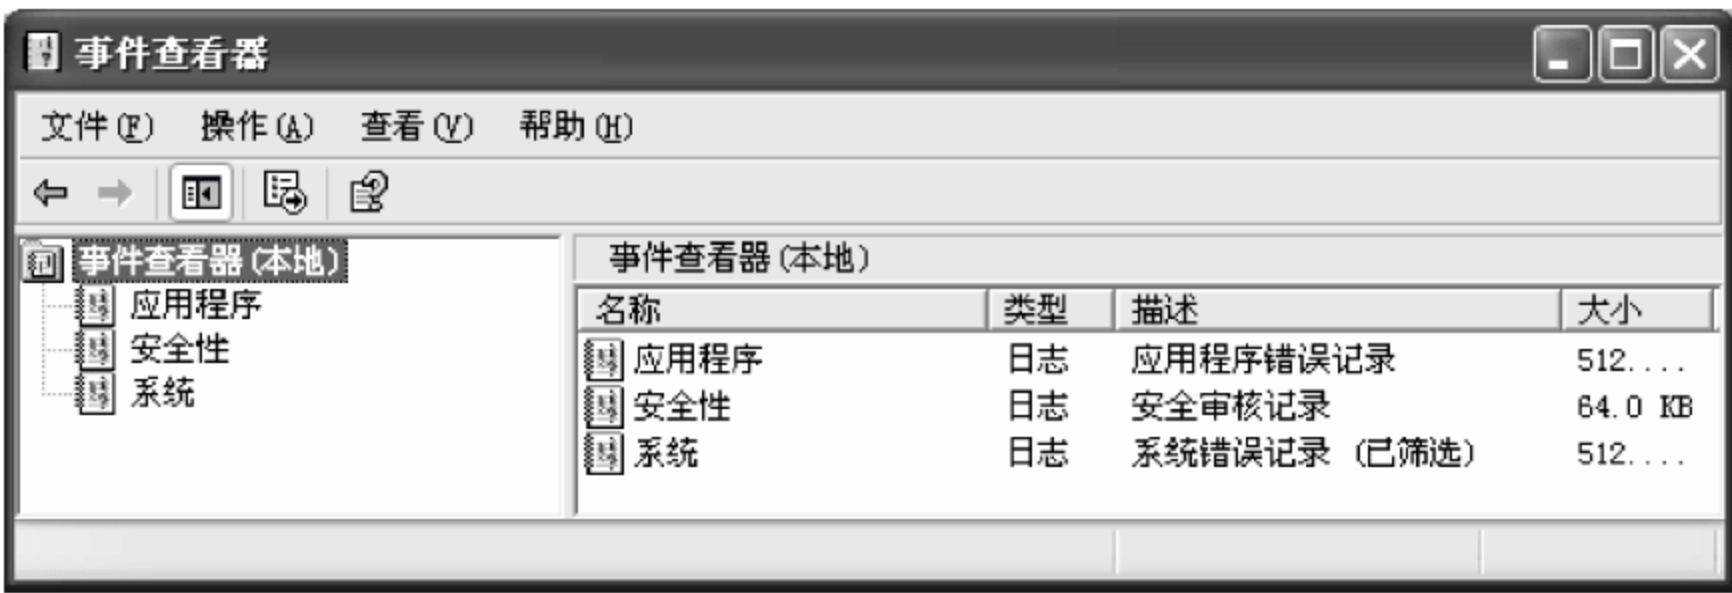 事件查看器
文件(F) 操作(A) 查看(V) 帮助(H)
事件查看器(本地)
应用程序
安全性
系统
事件查看器(本地)
名称 类型 描述 大小
应用程序 日志 应用程序错误记录 512....
安全性 日志 安全审核记录 64.0 KB
系统 日志 系统错误记录 (已筛选) 512....